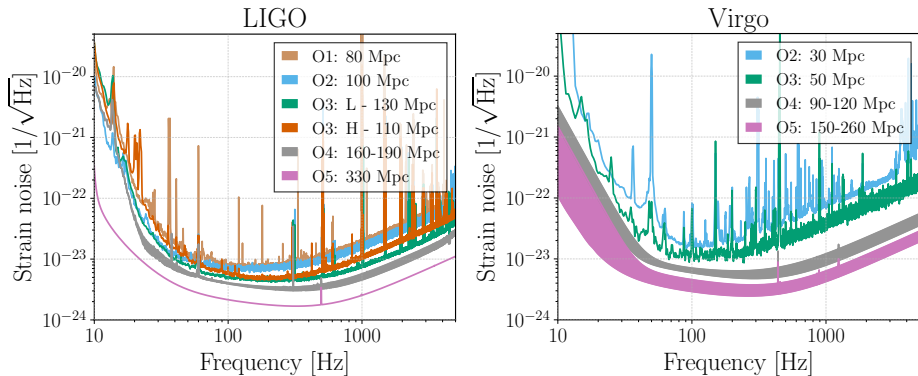 LIGO
Strain noise [1/√Hz]
10⁻²⁰
10⁻²¹
10⁻²²
10⁻²³
10⁻²⁴
O1: 80 Mpc
O2: 100 Mpc
O3: L - 130 Mpc
O3: H - 110 Mpc
O4: 160-190 Mpc
O5: 330 Mpc
10
100
1000
Frequency [Hz]
Virgo
Strain noise [1/√Hz]
10⁻²⁰
10⁻²¹
10⁻²²
10⁻²³
10⁻²⁴
O2: 30 Mpc
O3: 50 Mpc
O4: 90-120 Mpc
O5: 150-260 Mpc
10
100
1000
Frequency [Hz]